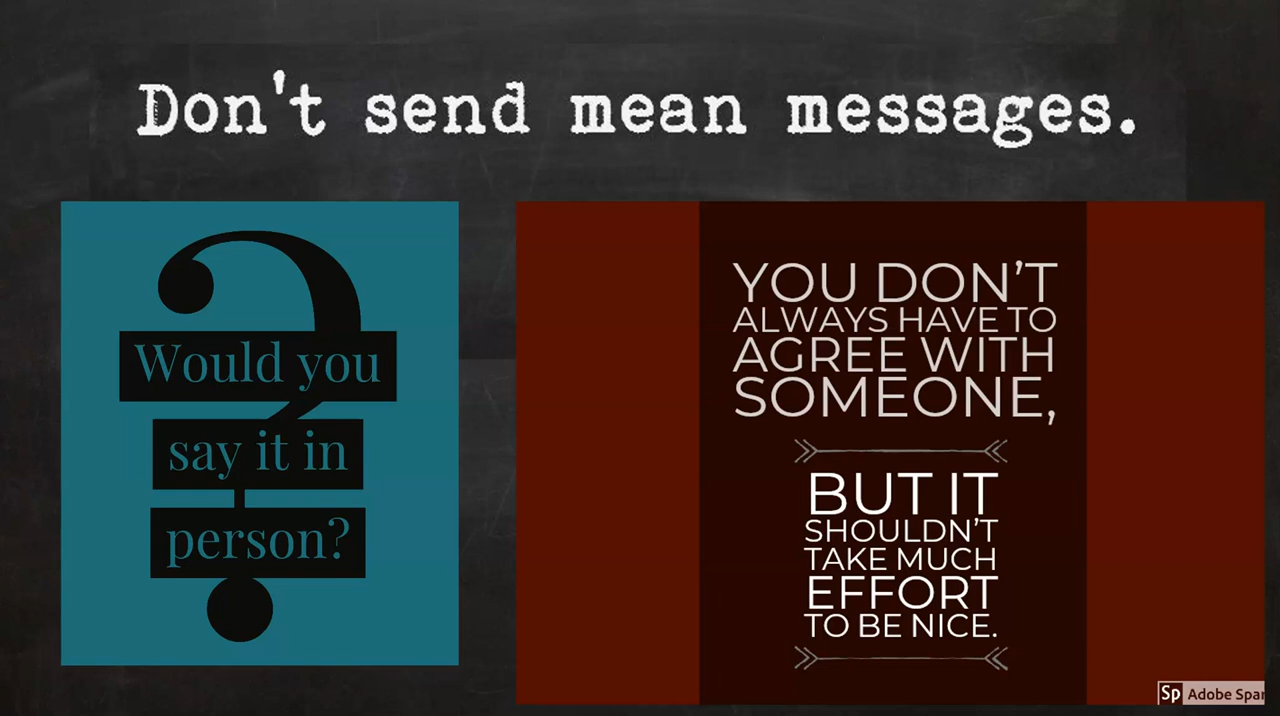 Don't send mean messages.
Would you
say it in
person?
YOU DON'T
ALWAYS HAVE TO
AGREE WITH
SOMEONE,
BUT IT
SHOULDN'T
TAKE MUCH
EFFORT
TO BE NICE.
Sp Adobe Spar